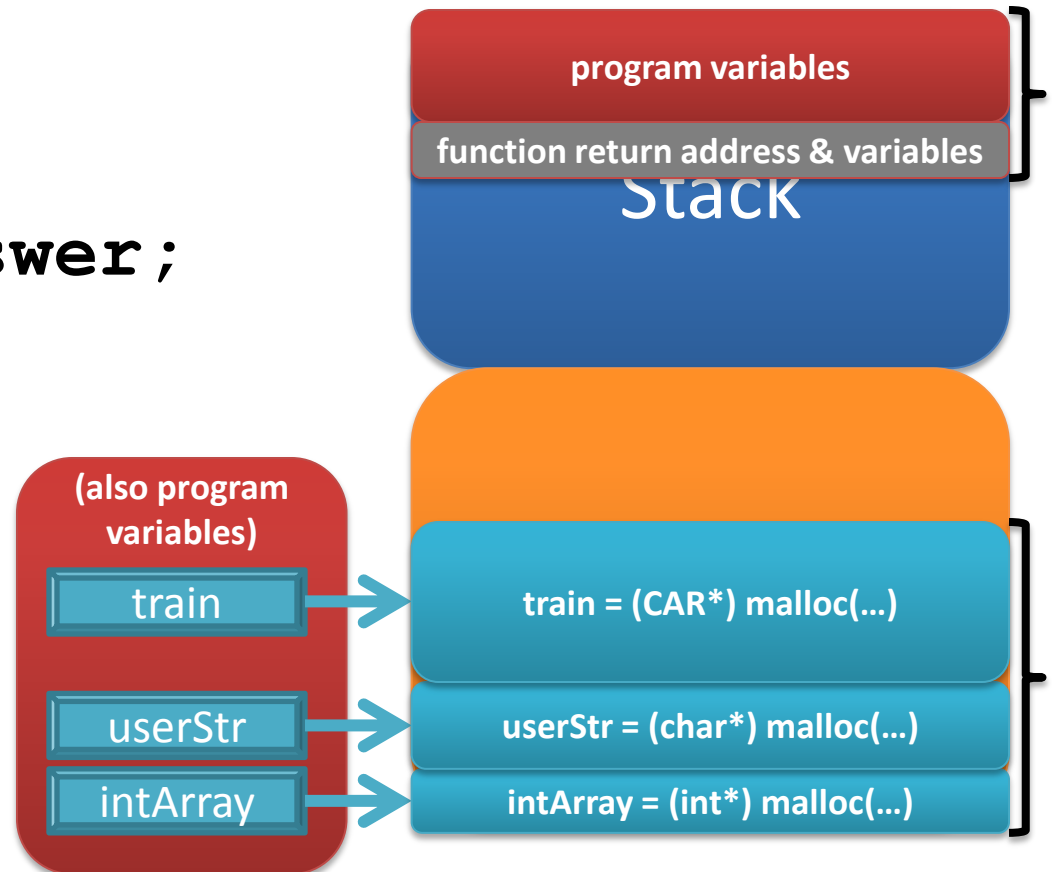 program variables
function return address & variables
Stack
swer;
(also program
variables)
train
train = (CAR*) malloc(…)
userStr
userStr = (char*) malloc(…)
intArray
intArray = (int*) malloc(…)